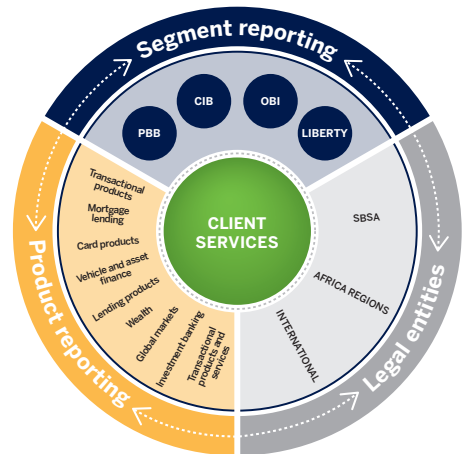 Segment reporting
PBB
CIB
OBI
LIBERTY
CLIENT
SERVICES
Product reporting
Transactional
products
Mortgage
lending
Card products
Vehicle and asset
finance
Lending products
Wealth
Global markets
Investment banking
Transactional
products and
services
Legal entities
SBSA
AFRICA REGIONS
INTERNATIONAL